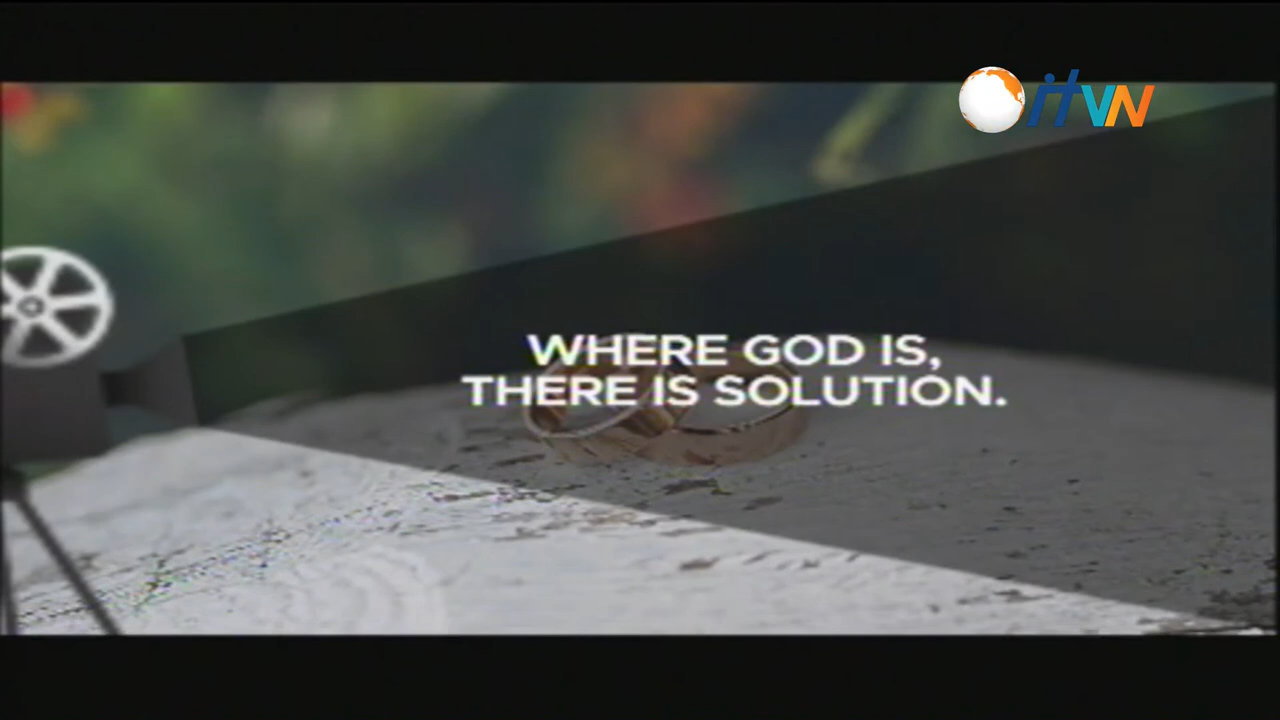 itVN
WHERE GOD IS,
THERE IS SOLUTION.